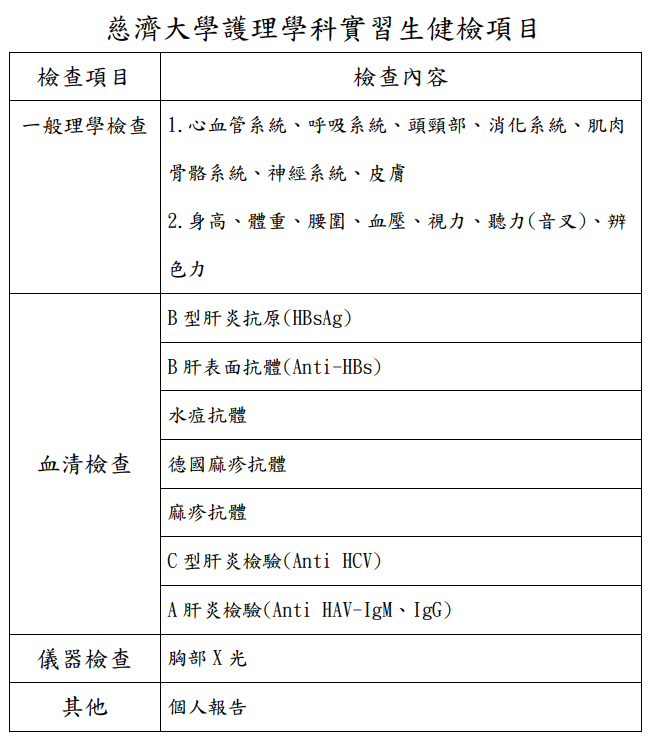 慈濟大學護理學科實習生健檢項目
檢查項目
檢查內容
一般理學檢查
1.心血管系統、呼吸系統、頭頸部、消化系統、肌肉
骨骼系統、神經系統、皮膚
2.身高、體重、腰圍、血壓、視力、聽力(音叉)、辨
色力
血清檢查
B型肝炎抗原(HBsAg)
B肝表面抗體(Anti-HBs)
水痘抗體
德國麻疹抗體
麻疹抗體
C型肝炎檢驗(Anti HCV)
A肝炎檢驗(Anti HAV-IgM、IgG)
儀器檢查
胸部X光
其他
個人報告